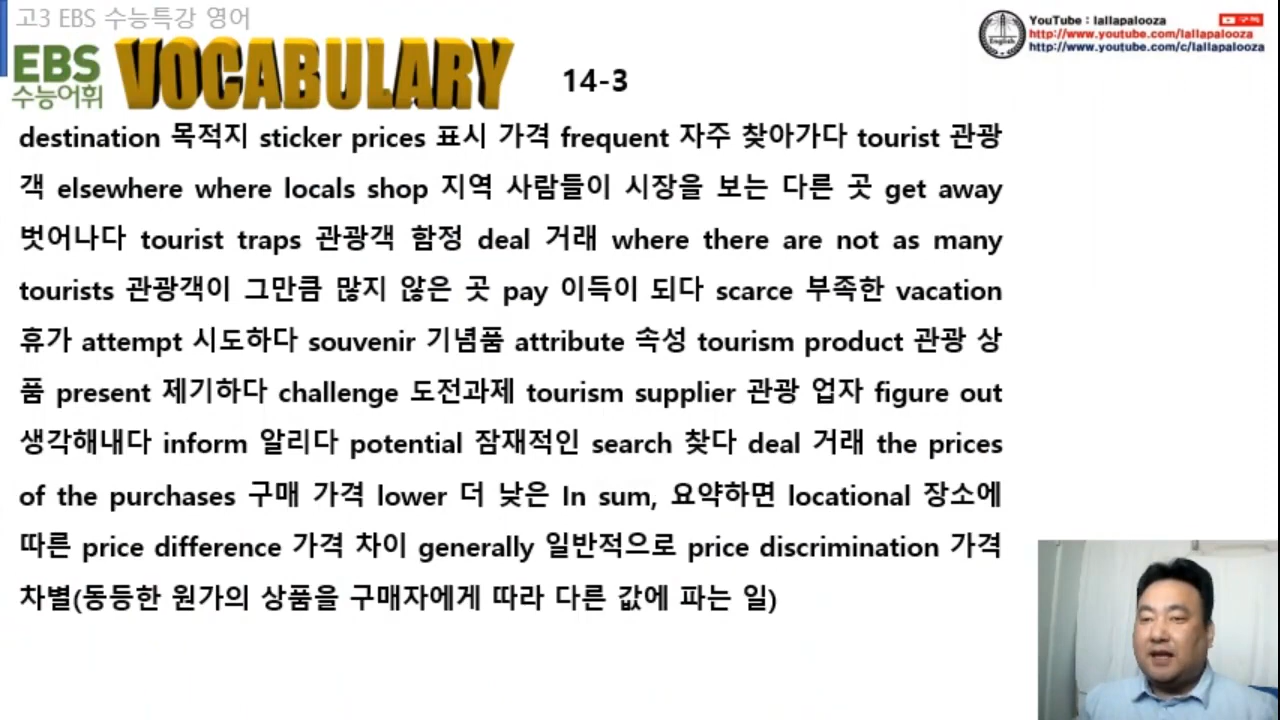 고3 EBS 수능특강 영어
EBS
수능어휘
VOCABULARY
14-3
English
YouTube : lallapalooza
구독
http://www.youtube.com/lallapalooza
http://www.youtube.com/c/lallapalooza
destination 목적지 sticker prices 표시 가격 frequent 자주 찾아가다 tourist 관광
객 elsewhere where locals shop 지역 사람들이 시장을 보는 다른 곳 get away
벗어나다 tourist traps 관광객 함정 deal 거래 where there are not as many
tourists 관광객이 그만큼 많지 않은 곳 pay 이득이 되다 scarce 부족한 vacation
휴가 attempt 시도하다 souvenir 기념품 attribute 속성 tourism product 관광 상
품 present 제기하다 challenge 도전과제 tourism supplier 관광 업자 figure out
생각해내다 inform 알리다 potential 잠재적인 search 찾다 deal 거래 the prices
of the purchases 구매 가격 lower 더 낮은 In sum, 요약하면 locational 장소에
따른 price difference 가격 차이 generally 일반적으로 price discrimination 가격
차별(동등한 원가의 상품을 구매자에게 따라 다른 값에 파는 일)